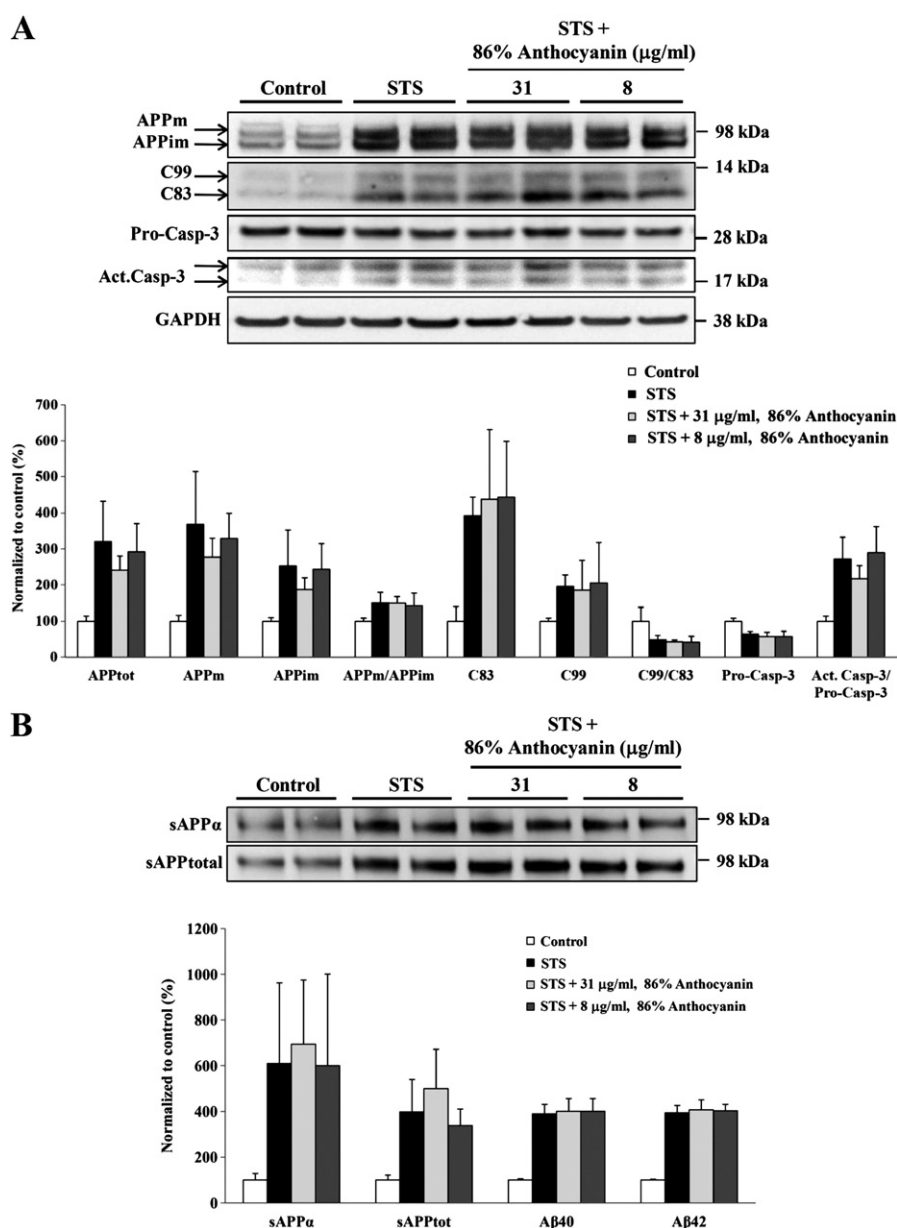 A
STS +
86% Anthocyanin (μg/ml)
Control STS 31 8
APPm
APPim
98 kDa
C99
C83
14 kDa
Pro-Casp-3
28 kDa
Act.Casp-3
17 kDa
GAPDH
38 kDa
Control
STS
STS + 31 μg/ml, 86% Anthocyanin
STS + 8 μg/ml, 86% Anthocyanin
Normalized to control (%)
700
600
500
400
300
200
100
0
APPtot APPm APPim APPm/APPim C83 C99 C99/C83 Pro-Casp-3 Act. Casp-3/
Pro-Casp-3
B
STS +
86% Anthocyanin (μg/ml)
Control STS 31 8
sAPPα
98 kDa
sAPPtotal
98 kDa
Control
STS
STS + 31 μg/ml, 86% Anthocyanin
STS + 8 μg/ml, 86% Anthocyanin
Normalized to control (%)
1200
1000
800
600
400
200
0
sAPPα sAPPtot Aβ40 Aβ42